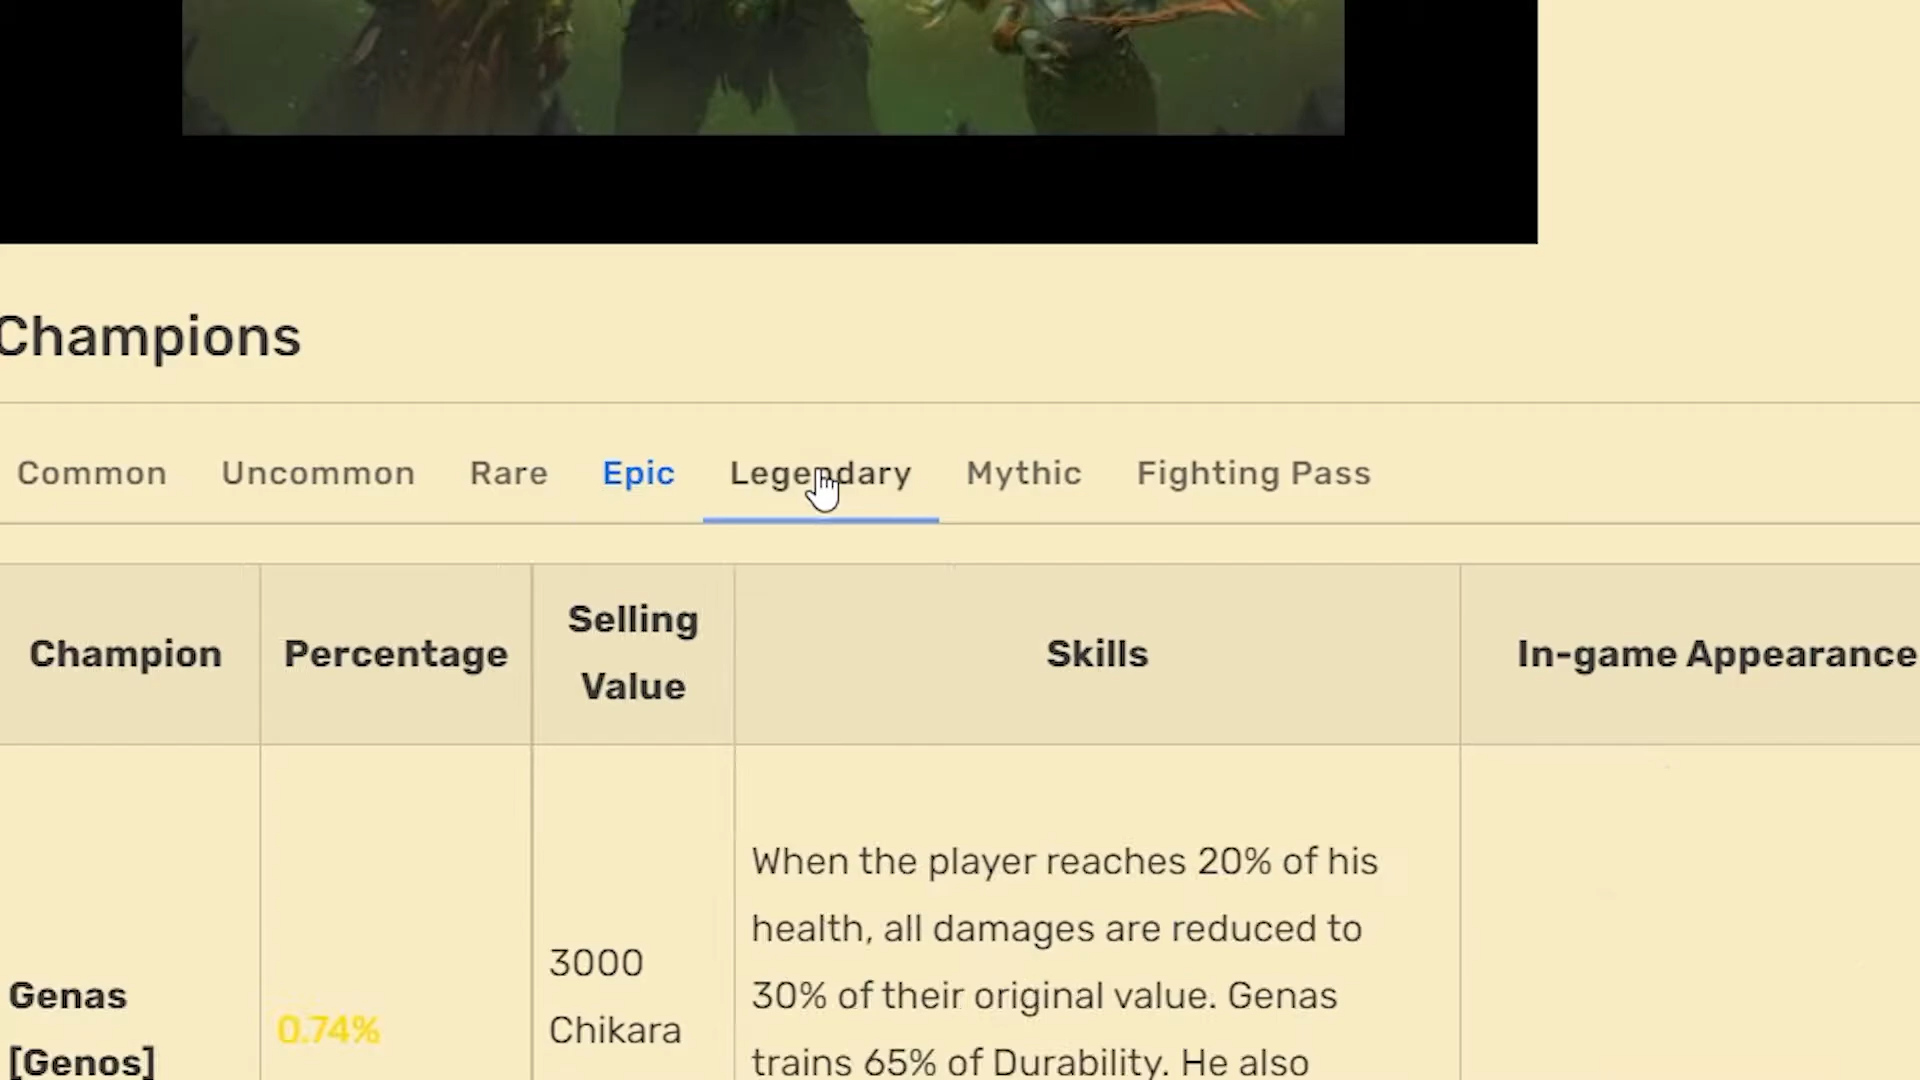 Champions
Common Uncommon Rare Epic Legendary Mythic Fighting Pass
Champion Percentage Selling Value Skills In-game Appearance
Genas [Genos]
0.74%
3000 Chikara
When the player reaches 20% of his
health, all damages are reduced to
30% of their original value. Genas
trains 65% of Durability. He also